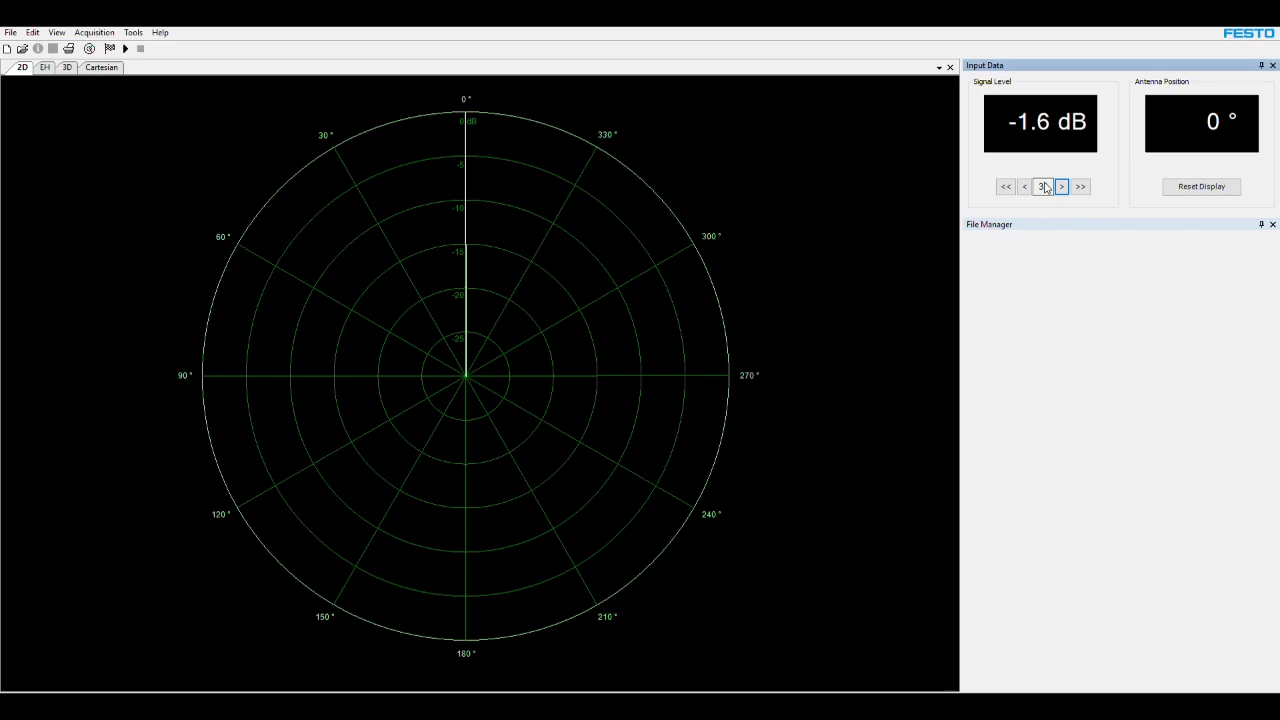 File Edit View Acquisition Tools Help
FESTO
2D EH 3D Cartesian
Input Data
Signal Level
Antenna Position
-1.6 dB
0 °
<< < > >>
Reset Display
File Manager
0 °
30 °
330 °
0 dB
-5
-10
60 °
300 °
-15
-20
-25
90 °
270 °
120 °
240 °
150 °
210 °
180 °